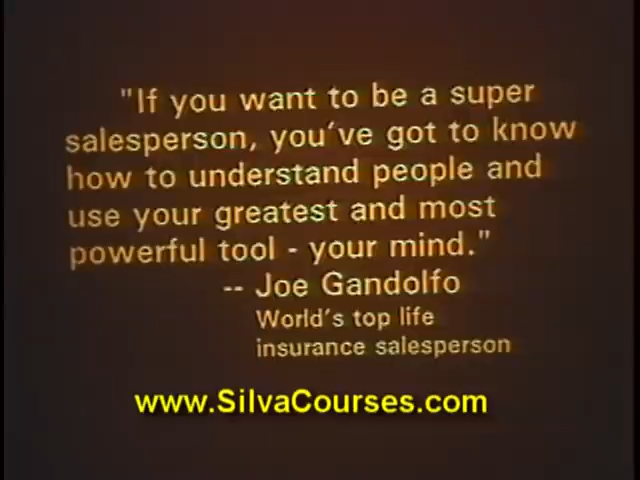 "If you want to be a super
salesperson, you've got to know
how to understand people and
use your greatest and most
powerful tool - your mind."
-- Joe Gandolfo
World's top life
insurance salesperson
www.SilvaCourses.com